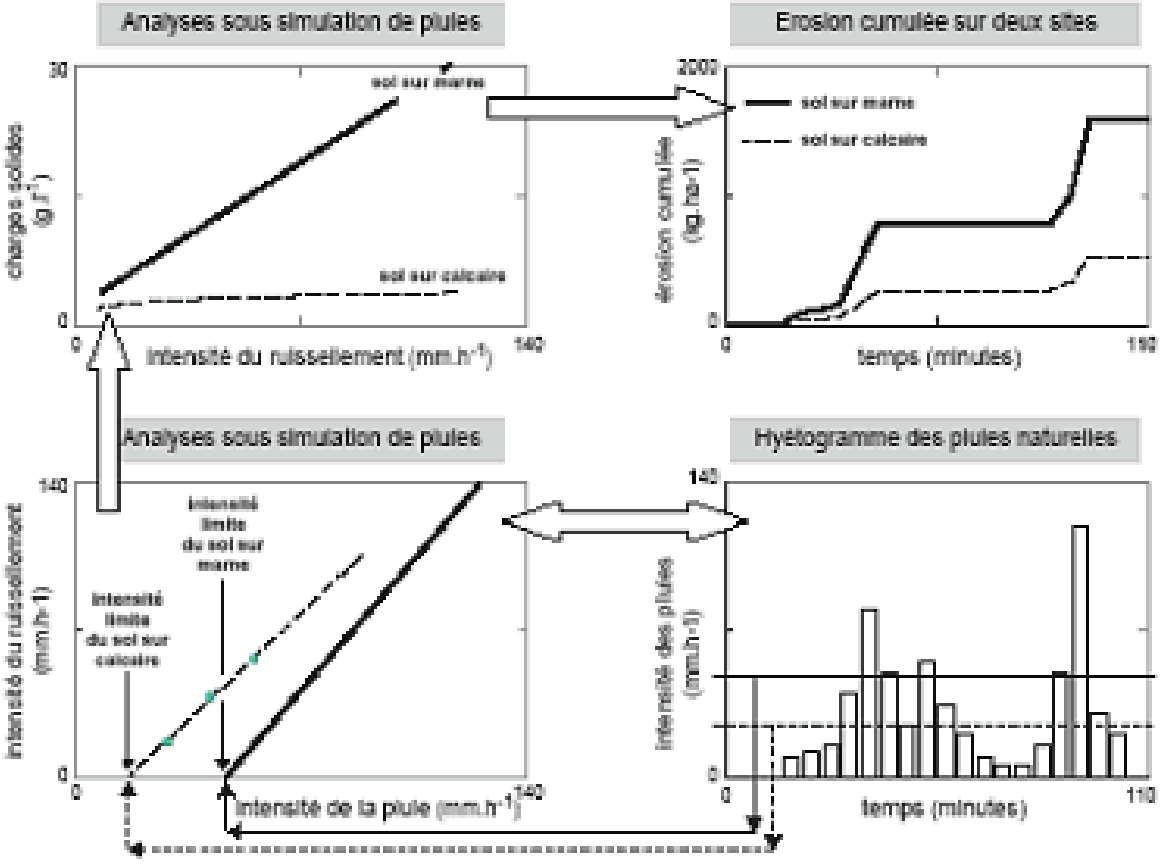 Analyses sous simulation de pluies
30
sol sur marne
charges solides
(g.l⁻¹)
sol sur calcaire
0
0
140
intensité du ruissellement (mm.h⁻¹)
Erosion cumulée sur deux sites
2000
sol sur marne
sol sur calcaire
érosion cumulée
(kg.ha-1)
0
0
110
temps (minutes)
Analyses sous simulation de pluies
140
intensité
limite
du sol sur
marne
intensité
limite
du sol sur
calcaire
intensité du ruissellement
(mm.h-1)
0
0
140
intensité de la pluie (mm.h⁻¹)
Hyétogramme des pluies naturelles
140
intensité des pluies
(mm.h-1)
0
0
110
temps (minutes)